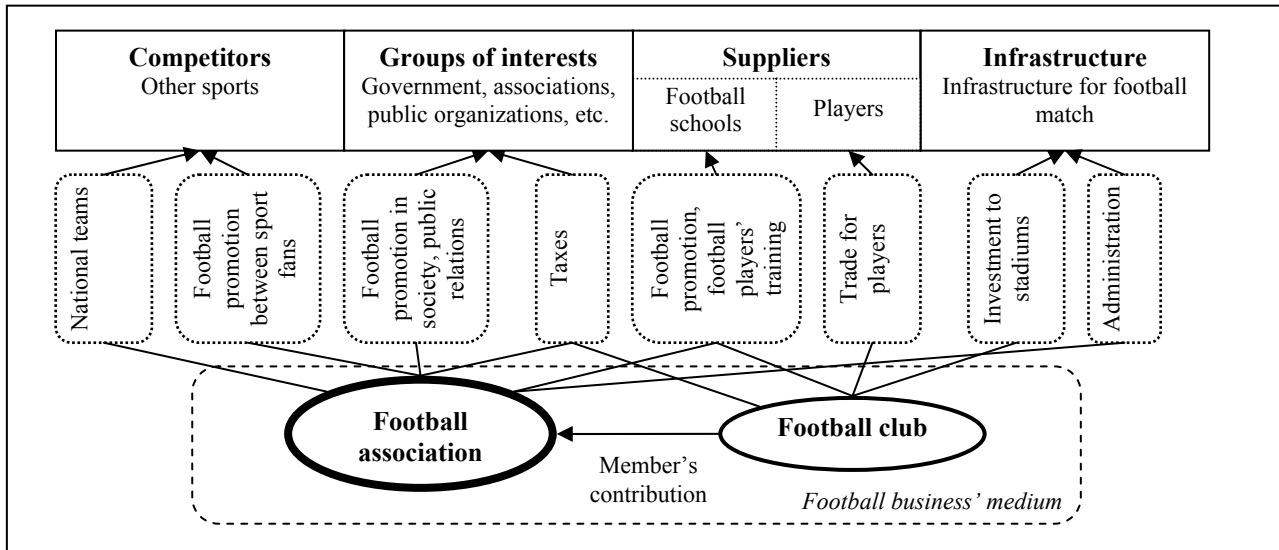 Competitors
Other sports
Groups of interests
Government, associations,
public organizations, etc.
Suppliers
Football
schools
Players
Infrastructure
Infrastructure for football
match
National teams
Football
promotion
between sport
fans
Football
promotion in
society, public
relations
Taxes
Football
promotion,
football
players’
training
Trade for
players
Investment to
stadiums
Administration
Football
association
Football club
Member’s
contribution
Football business’ medium